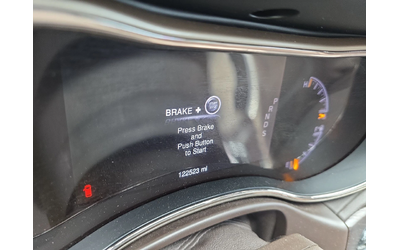 BRAKE +
Press Brake
and
Push Button
to Start
122523 mi
P
R
N
D
S
H